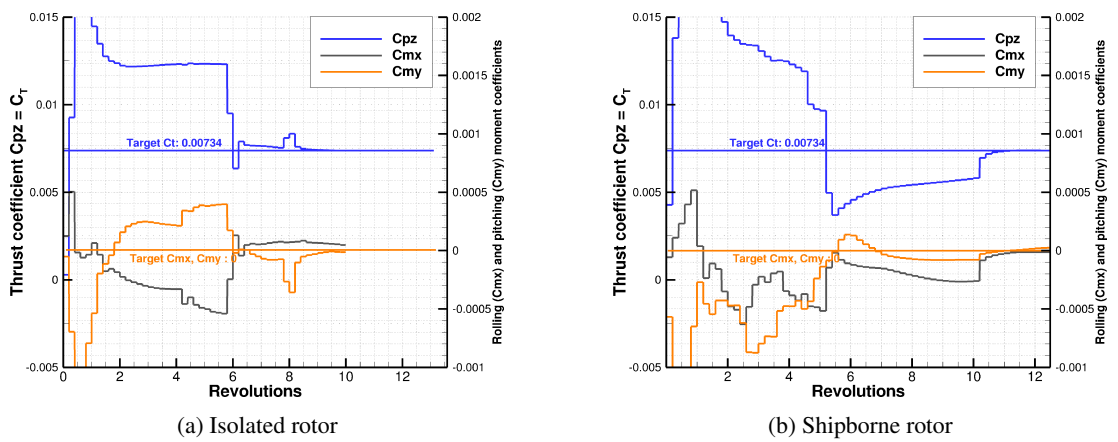 0.015
0.01
0.005
0
-0.005
Thrust coefficient Cpz = CT
0
2
4
6
8
10
12
Revolutions
0.002
0.0015
0.001
0.0005
0
-0.0005
-0.001
Rolling (Cmx) and pitching (Cmy) moment coefficients
Cpz
Cmx
Cmy
Target Ct: 0.00734
Target Cmx, Cmy : 0
(a) Isolated rotor
0.015
0.01
0.005
0
-0.005
Thrust coefficient Cpz = CT
2
4
6
8
10
12
Revolutions
0.002
0.0015
0.001
0.0005
0
-0.0005
-0.001
Rolling (Cmx) and pitching (Cmy) moment coefficients
Cpz
Cmx
Cmy
Target Ct: 0.00734
Target Cmx, Cmy : 0
(b) Shipborne rotor